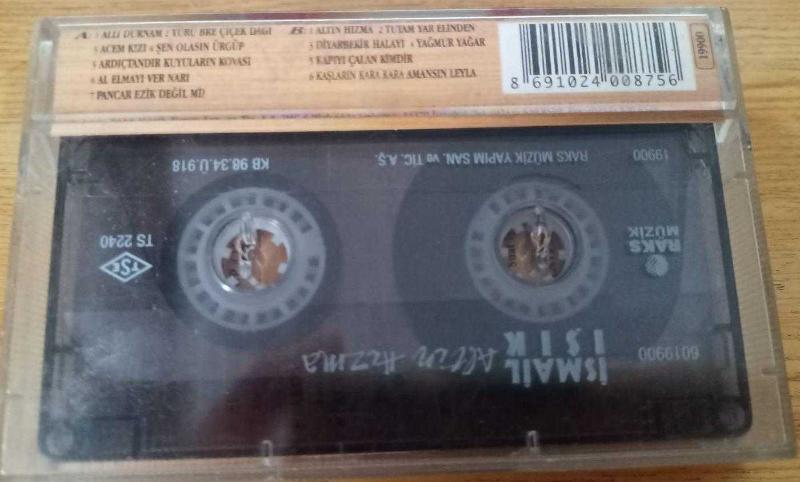 A: 1 ALLI DURNAM 2 YÜRÜ BRE ÇİÇEK DAĞI
3 ACEM KIZI 4 ŞEN OLASIN ÜRGÜP
5 ARDIÇTANDIR KUYULARIN KOVASI
6 AL ELMAYI VER NARI
7 PANCAR EZİK DEĞİL Mİ?
B: 1 ALTIN HIZMA 2 TUTAM YAR ELİNDEN
3 DİYARBEKİR HALAYI 4 YAĞMUR YAĞAR
5 KAPIYI ÇALAN KİMDİR
6 KAŞLARIN KARA KARA AMANSIN LEYLA
8 691024 008756
19900
6019900
İSMAİL
IŞIK
Altın Hızma
RAKS
MÜZİK
TSE
TS 2240
19900
RAKS MÜZİK YAPIM SAN. ve TİC. A.Ş.
KB 98.34.Ü.918